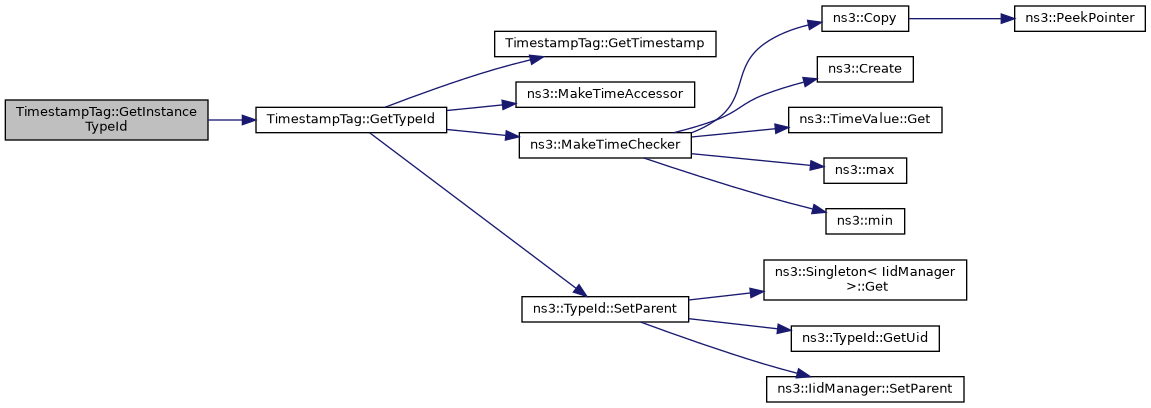 TimestampTag::GetInstance
TypeId
TimestampTag::GetTypeId
TimestampTag::GetTimestamp
ns3::MakeTimeAccessor
ns3::MakeTimeChecker
ns3::Copy
ns3::PeekPointer
ns3::Create
ns3::TimeValue::Get
ns3::max
ns3::min
ns3::TypeId::SetParent
ns3::Singleton< IidManager
>::Get
ns3::TypeId::GetUid
ns3::IidManager::SetParent